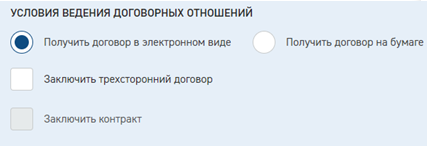 УСЛОВИЯ ВЕДЕНИЯ ДОГОВОРНЫХ ОТНОШЕНИЙ
Получить договор в электронном виде Получить договор на бумаге
Заключить трехсторонний договор
Заключить контракт